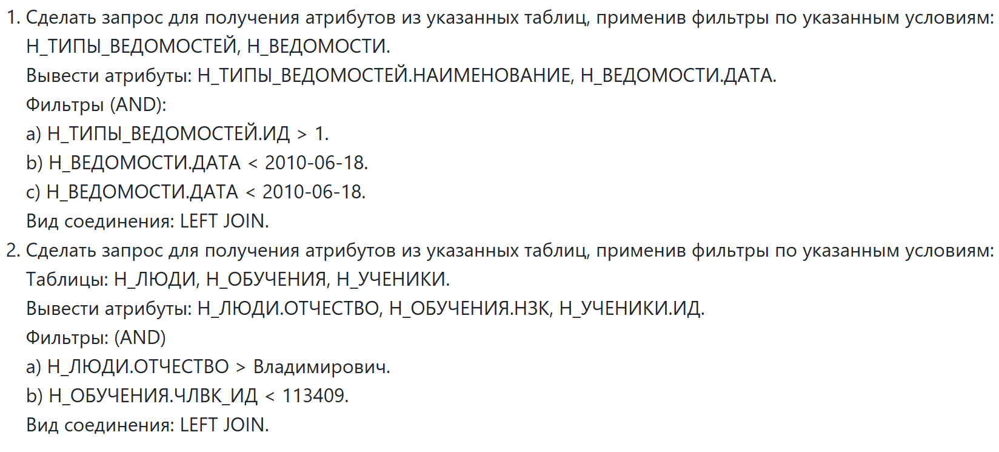 1. Сделать запрос для получения атрибутов из указанных таблиц, применив фильтры по указанным условиям:
Н_ТИПЫ_ВЕДОМОСТЕЙ, Н_ВЕДОМОСТИ.
Вывести атрибуты: Н_ТИПЫ_ВЕДОМОСТЕЙ.НАИМЕНОВАНИЕ, Н_ВЕДОМОСТИ.ДАТА.
Фильтры (AND):
a) Н_ТИПЫ_ВЕДОМОСТЕЙ.ИД > 1.
b) Н_ВЕДОМОСТИ.ДАТА < 2010-06-18.
c) Н_ВЕДОМОСТИ.ДАТА < 2010-06-18.
Вид соединения: LEFT JOIN.
2. Сделать запрос для получения атрибутов из указанных таблиц, применив фильтры по указанным условиям:
Таблицы: Н_ЛЮДИ, Н_ОБУЧЕНИЯ, Н_УЧЕНИКИ.
Вывести атрибуты: Н_ЛЮДИ.ОТЧЕСТВО, Н_ОБУЧЕНИЯ.НЗК, Н_УЧЕНИКИ.ИД.
Фильтры: (AND)
a) Н_ЛЮДИ.ОТЧЕСТВО > Владимирович.
b) Н_ОБУЧЕНИЯ.ЧЛВК_ИД < 113409.
Вид соединения: LEFT JOIN.